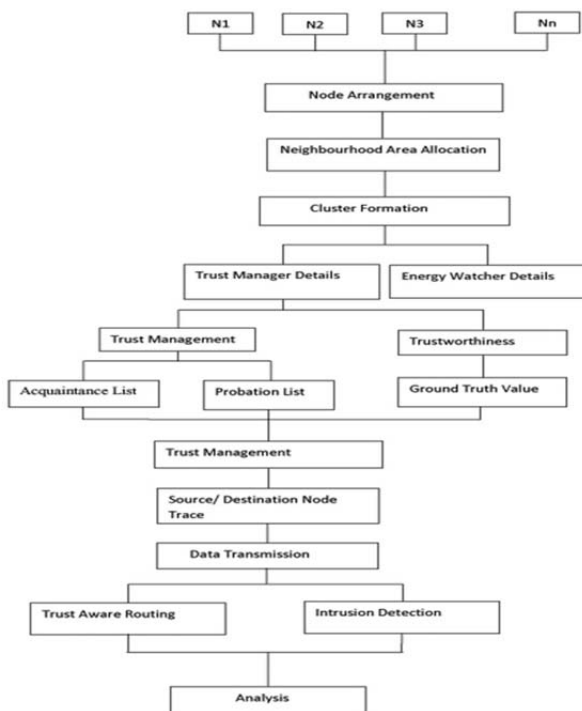 N1
N2
N3
Nn
Node Arrangement
Neighbourhood Area Allocation
Cluster Formation
Trust Manager Details
Energy Watcher Details
Trust Management
Trustworthiness
Acquaintance List
Probation List
Ground Truth Value
Trust Management
Source/ Destination Node
Trace
Data Transmission
Trust Aware Routing
Intrusion Detection
Analysis